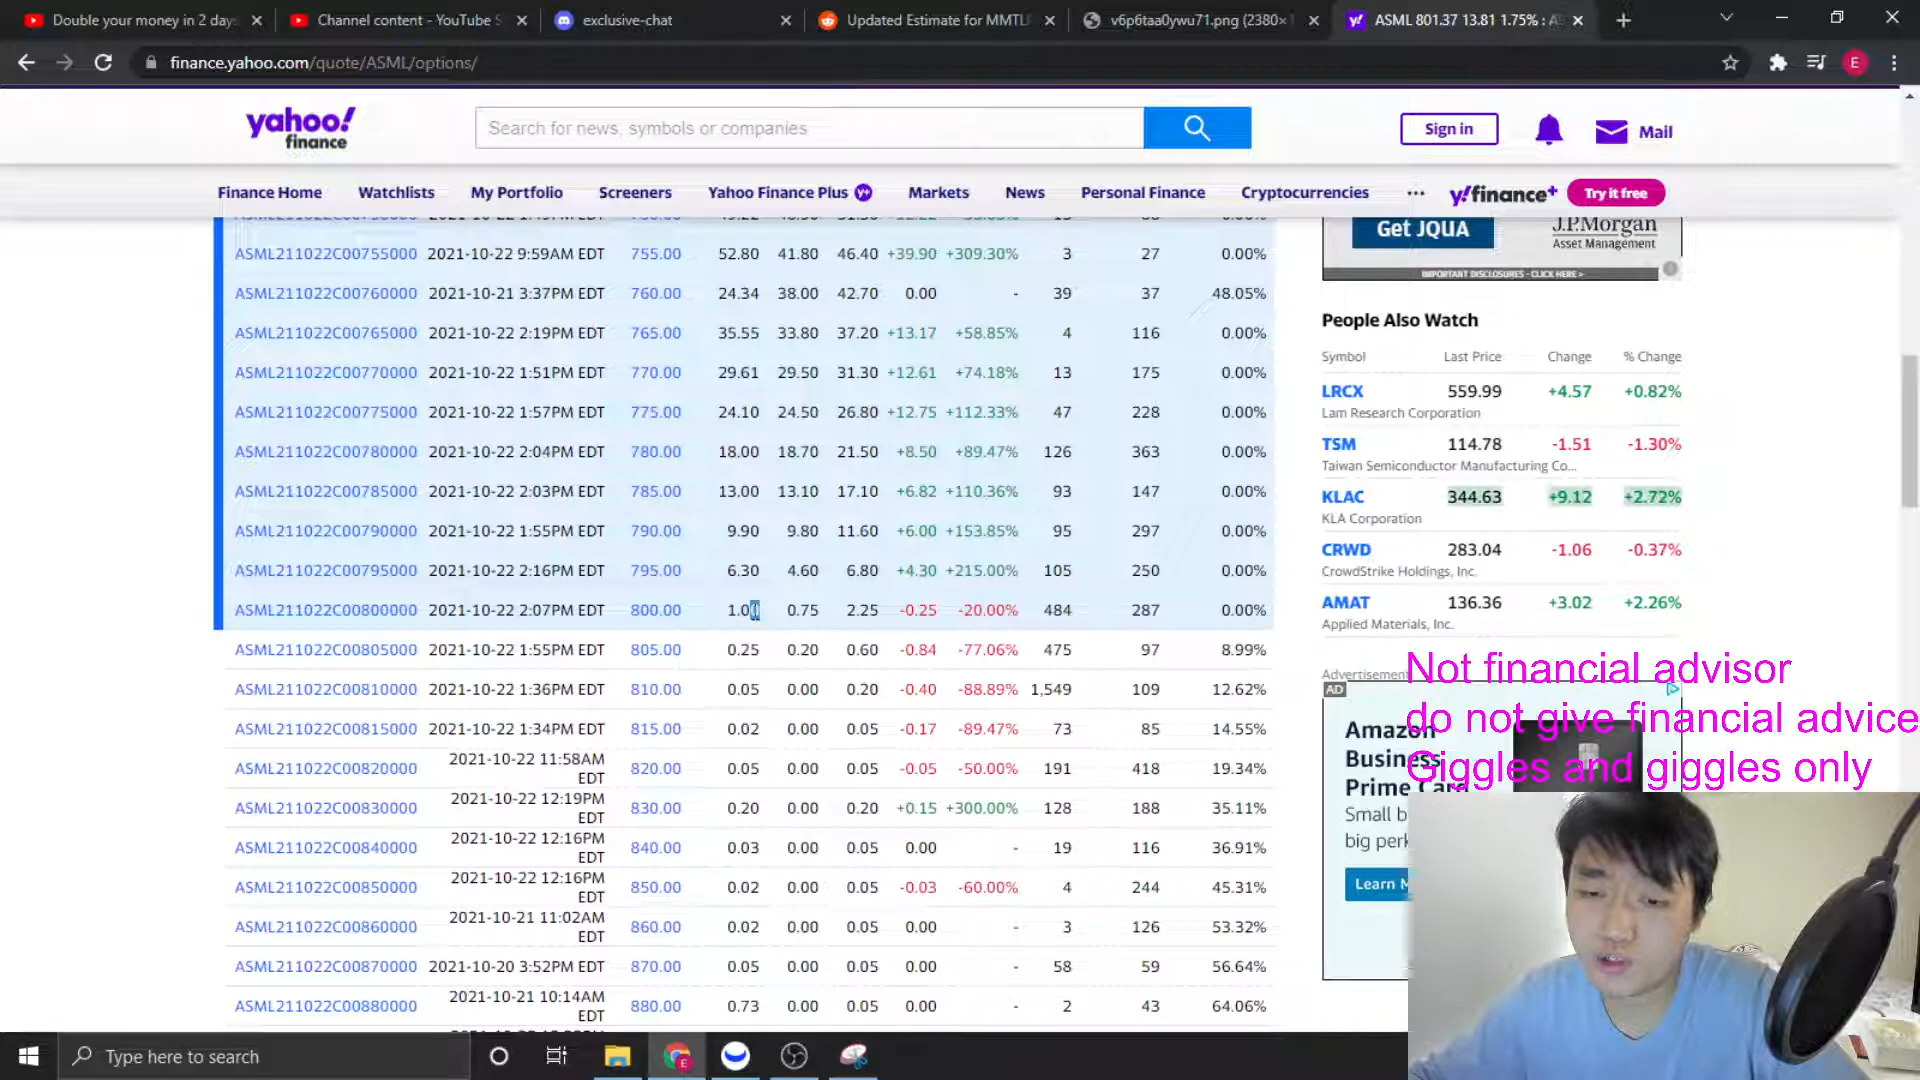 Double your money in 2 day
Channel content - YouTube S
exclusive-chat
Updated Estimate for MMTL
v6p6taa0ywu71.png (2380×1
ASML 801.37 13.81 1.75% : AS
finance.yahoo.com/quote/ASML/options/
E
yahoo!
finance
Search for news, symbols or companies
Sign in
Mail
Finance Home Watchlists My Portfolio Screeners Yahoo Finance Plus Y+ Markets News Personal Finance Cryptocurrencies ... y!finance+ Try it free
ASML211022C00755000 2021-10-22 9:59AM EDT 755.00 52.80 41.80 46.40 +39.90 +309.30% 3 27 0.00%
ASML211022C00760000 2021-10-21 3:37PM EDT 760.00 24.34 38.00 42.70 0.00 - 39 37 48.05%
ASML211022C00765000 2021-10-22 2:19PM EDT 765.00 35.55 33.80 37.20 +13.17 +58.85% 4 116 0.00%
ASML211022C00770000 2021-10-22 1:51PM EDT 770.00 29.61 29.50 31.30 +12.61 +74.18% 13 175 0.00%
ASML211022C00775000 2021-10-22 1:57PM EDT 775.00 24.10 24.50 26.80 +12.75 +112.33% 47 228 0.00%
ASML211022C00780000 2021-10-22 2:04PM EDT 780.00 18.00 18.70 21.50 +8.50 +89.47% 126 363 0.00%
ASML211022C00785000 2021-10-22 2:03PM EDT 785.00 13.00 13.10 17.10 +6.82 +110.36% 93 147 0.00%
ASML211022C00790000 2021-10-22 1:55PM EDT 790.00 9.90 9.80 11.60 +6.00 +153.85% 95 297 0.00%
ASML211022C00795000 2021-10-22 2:16PM EDT 795.00 6.30 4.60 6.80 +4.30 +215.00% 105 250 0.00%
ASML211022C00800000 2021-10-22 2:07PM EDT 800.00 1.00 0.75 2.25 -0.25 -20.00% 484 287 0.00%
ASML211022C00805000 2021-10-22 1:55PM EDT 805.00 0.25 0.20 0.60 -0.84 -77.06% 475 97 8.99%
ASML211022C00810000 2021-10-22 1:36PM EDT 810.00 0.05 0.00 0.20 -0.40 -88.89% 1,549 109 12.62%
ASML211022C00815000 2021-10-22 1:34PM EDT 815.00 0.02 0.00 0.05 -0.17 -89.47% 73 85 14.55%
ASML211022C00820000 2021-10-22 11:58AM EDT 820.00 0.05 0.00 0.05 -0.05 -50.00% 191 418 19.34%
ASML211022C00830000 2021-10-22 12:19PM EDT 830.00 0.20 0.00 0.20 +0.15 +300.00% 128 188 35.11%
ASML211022C00840000 2021-10-22 12:16PM EDT 840.00 0.03 0.00 0.05 0.00 - 19 116 36.91%
ASML211022C00850000 2021-10-22 12:16PM EDT 850.00 0.02 0.00 0.05 -0.03 -60.00% 4 244 45.31%
ASML211022C00860000 2021-10-21 11:02AM EDT 860.00 0.02 0.00 0.05 0.00 - 3 126 53.32%
ASML211022C00870000 2021-10-20 3:52PM EDT 870.00 0.05 0.00 0.05 0.00 - 58 59 56.64%
ASML211022C00880000 2021-10-21 10:14AM EDT 880.00 0.73 0.00 0.05 0.00 - 2 43 64.06%
Get JQUA
J.P.Morgan
Asset Management
IMPORTANT DISCLOSURES - CLICK HERE >
People Also Watch
Symbol Last Price Change % Change
LRCX 559.99 +4.57 +0.82%
Lam Research Corporation
TSM 114.78 -1.51 -1.30%
Taiwan Semiconductor Manufacturing Co...
KLAC 344.63 +9.12 +2.72%
KLA Corporation
CRWD 283.04 -1.06 -0.37%
CrowdStrike Holdings, Inc.
AMAT 136.36 +3.02 +2.26%
Applied Materials, Inc.
Advertisement
AD
Amazon
Business
Prime Card
Small b
big perk
Learn M
Not financial advisor
do not give financial advice
Giggles and giggles only
Type here to search